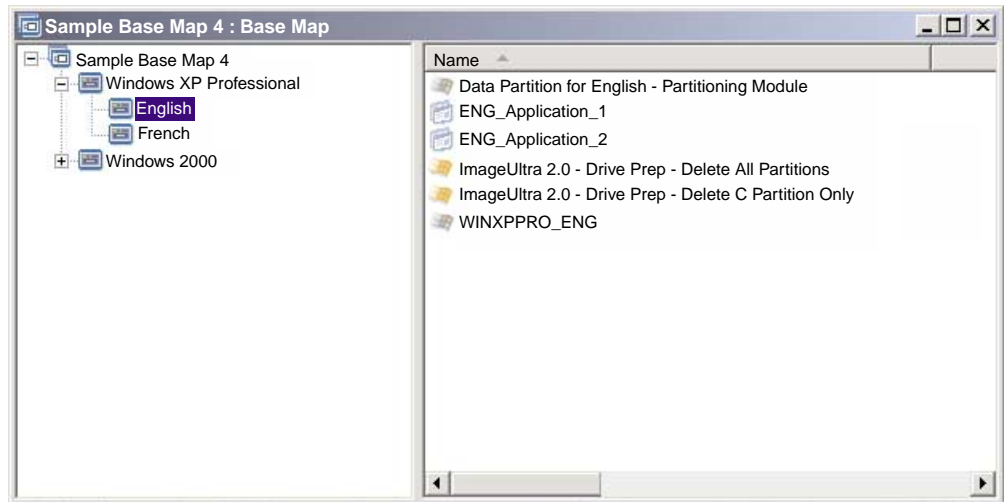 Sample Base Map 4 : Base Map
Sample Base Map 4
Windows XP Professional
English
French
Windows 2000
Name
Data Partition for English - Partitioning Module
ENG_Application_1
ENG_Application_2
ImageUltra 2.0 - Drive Prep - Delete All Partitions
ImageUltra 2.0 - Drive Prep - Delete C Partition Only
WINXPPRO_ENG